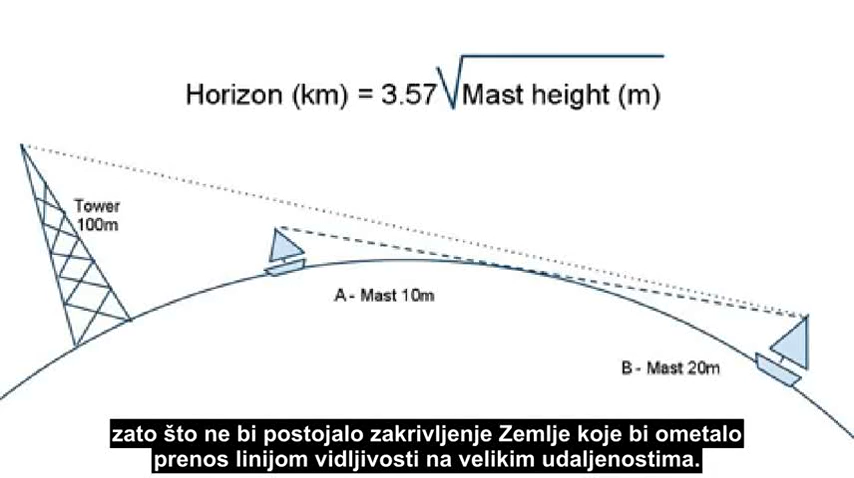 Horizon (km) = 3.57√Mast height (m)
Tower
100m
A - Mast 10m
B - Mast 20m
zato što ne bi postojalo zakrivljenje Zemlje koje bi ometalo
prenos linijom vidljivosti na velikim udaljenostima.